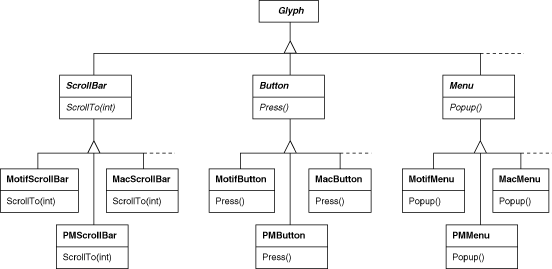 Glyph
ScrollBar
ScrollTo(int)
Button
Press()
Menu
Popup()
MotifScrollBar
ScrollTo(int)
MacScrollBar
ScrollTo(int)
MotifButton
Press()
MacButton
Press()
MotifMenu
Popup()
MacMenu
Popup()
PMScrollBar
ScrollTo(int)
PMButton
Press()
PMMenu
Popup()